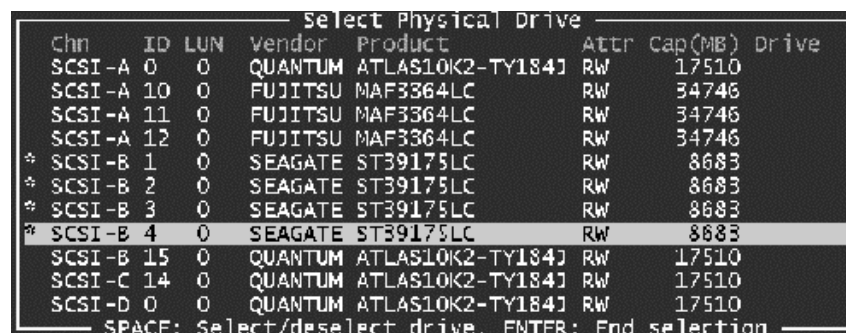 Select Physical Drive
Chn ID LUN Vendor Product Attr Cap(MB) Drive
SCSI-A 0 0 QUANTUM ATLAS10K2-TY184J RW 17510
SCSI-A 10 0 FUJITSU MAF3364LC RW 34746
SCSI-A 11 0 FUJITSU MAF3364LC RW 34746
SCSI-A 12 0 FUJITSU MAF3364LC RW 34746
* SCSI-B 1 0 SEAGATE ST39175LC RW 8683
* SCSI-B 2 0 SEAGATE ST39175LC RW 8683
* SCSI-B 3 0 SEAGATE ST39175LC RW 8683
* SCSI-B 4 0 SEAGATE ST39175LC RW 8683
SCSI-B 15 0 QUANTUM ATLAS10K2-TY184J RW 17510
SCSI-C 14 0 QUANTUM ATLAS10K2-TY184J RW 17510
SCSI-D 0 0 QUANTUM ATLAS10K2-TY184J RW 17510
SPACE: Select/deselect drive, ENTER: End selection